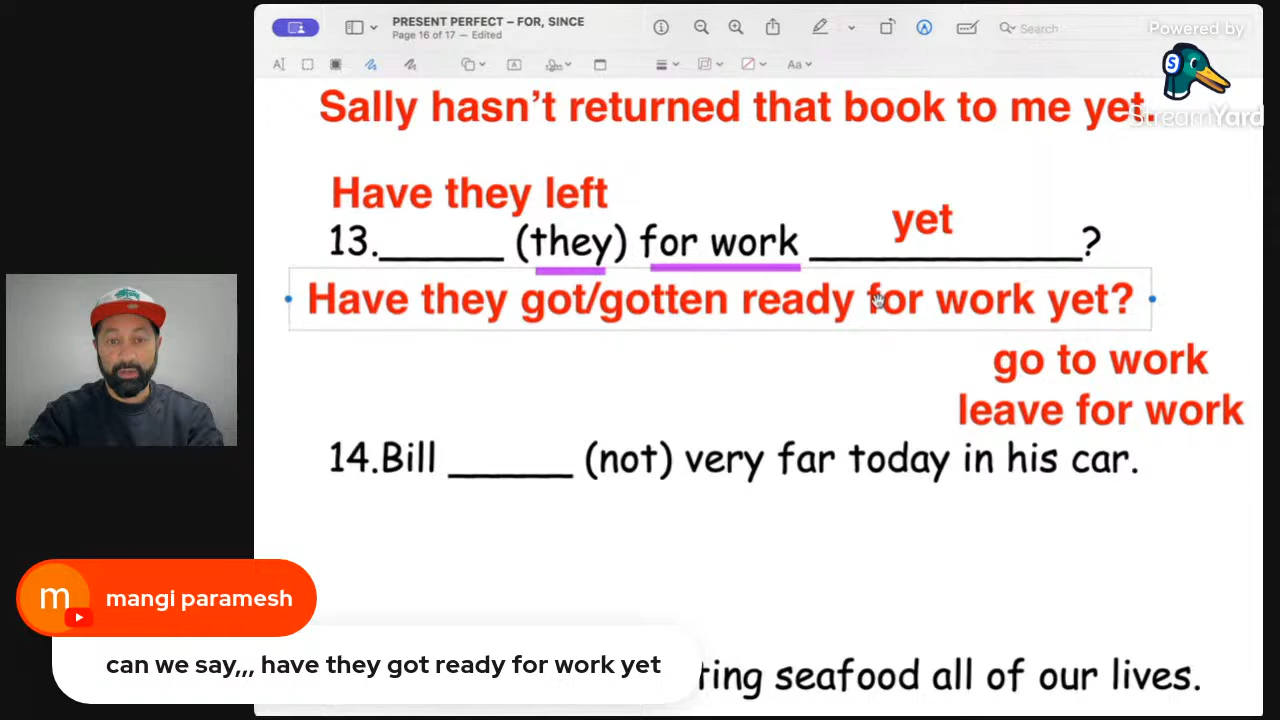 PRESENT PERFECT – FOR, SINCE
Page 16 of 17 – Edited
Search
Powered by
S
StreamYard
Aa
Sally hasn't returned that book to me yet.
Have they left
yet
13.______ (they) for work _____________?
Have they got/gotten ready for work yet?
go to work
leave for work
14.Bill ______ (not) very far today in his car.
m
mangi paramesh
can we say,,, have they got ready for work yet
ting seafood all of our lives.